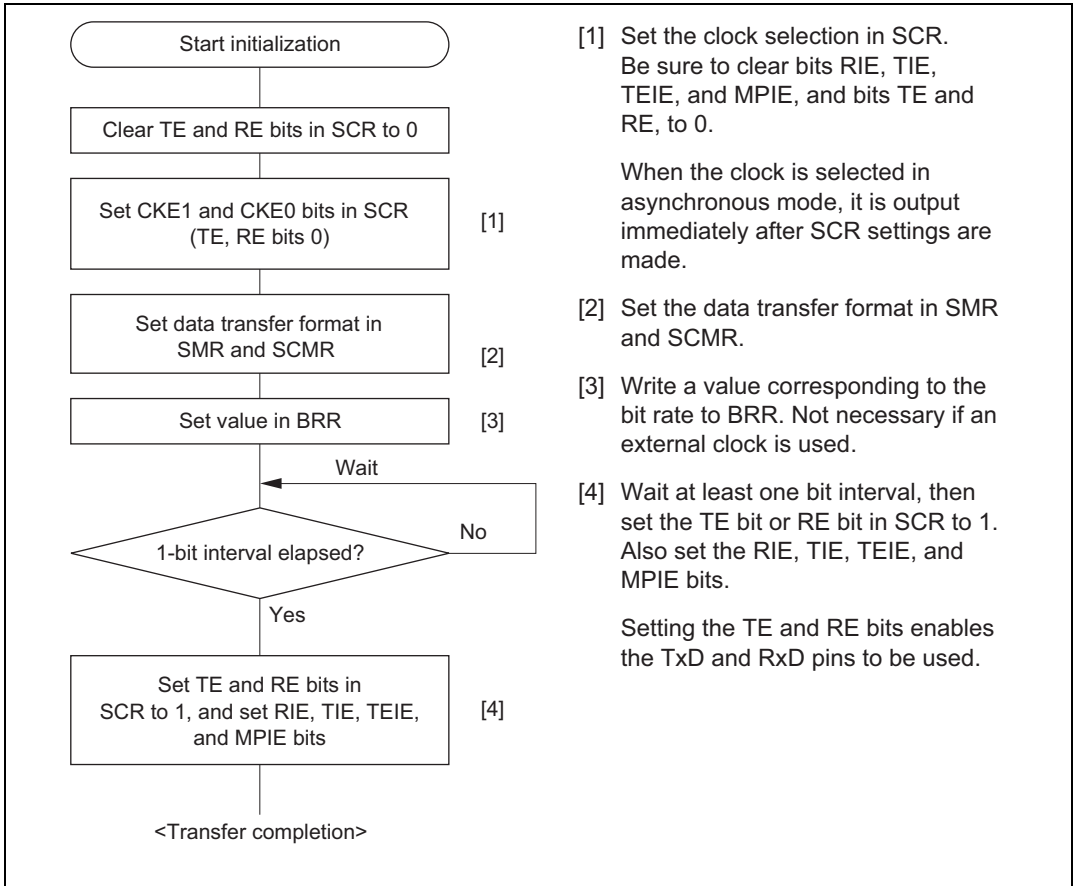 Start initialization
Clear TE and RE bits in SCR to 0
Set CKE1 and CKE0 bits in SCR
(TE, RE bits 0)
[1]
Set data transfer format in
SMR and SCMR
[2]
Set value in BRR
[3]
Wait
No
1-bit interval elapsed?
Yes
Set TE and RE bits in
SCR to 1, and set RIE, TIE, TEIE,
and MPIE bits
[4]
<Transfer completion>
[1] Set the clock selection in SCR.
Be sure to clear bits RIE, TIE,
TEIE, and MPIE, and bits TE and
RE, to 0.
When the clock is selected in
asynchronous mode, it is output
immediately after SCR settings are
made.
[2] Set the data transfer format in SMR
and SCMR.
[3] Write a value corresponding to the
bit rate to BRR. Not necessary if an
external clock is used.
[4] Wait at least one bit interval, then
set the TE bit or RE bit in SCR to 1.
Also set the RIE, TIE, TEIE, and
MPIE bits.
Setting the TE and RE bits enables
the TxD and RxD pins to be used.